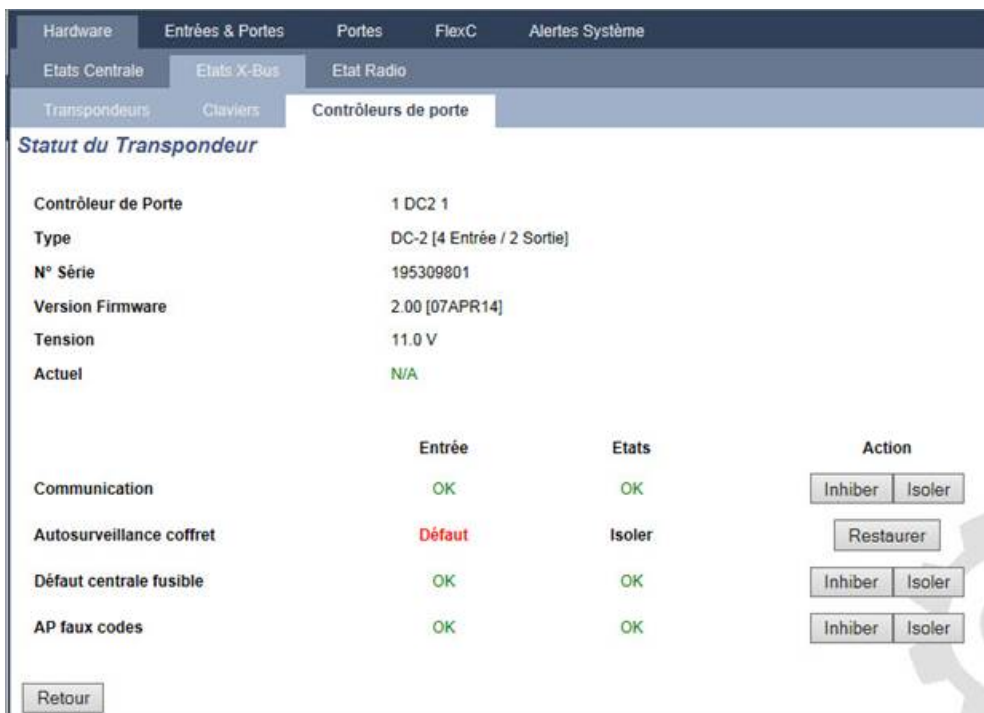 Hardware Entrées & Portes Portes FlexC Alertes Système
Etats Centrale Etats X-Bus Etat Radio
Transpondeurs Claviers Contrôleurs de porte
Statut du Transpondeur
Contrôleur de Porte 1 DC2 1
Type DC-2 [4 Entrée / 2 Sortie]
N° Série 195309801
Version Firmware 2.00 [07APR14]
Tension 11.0 V
Actuel N/A
Entrée Etats Action
Communication OK OK Inhiber Isoler
Autosurveillance coffret Défaut Isoler Restaurer
Défaut centrale fusible OK OK Inhiber Isoler
AP faux codes OK OK Inhiber Isoler
Retour